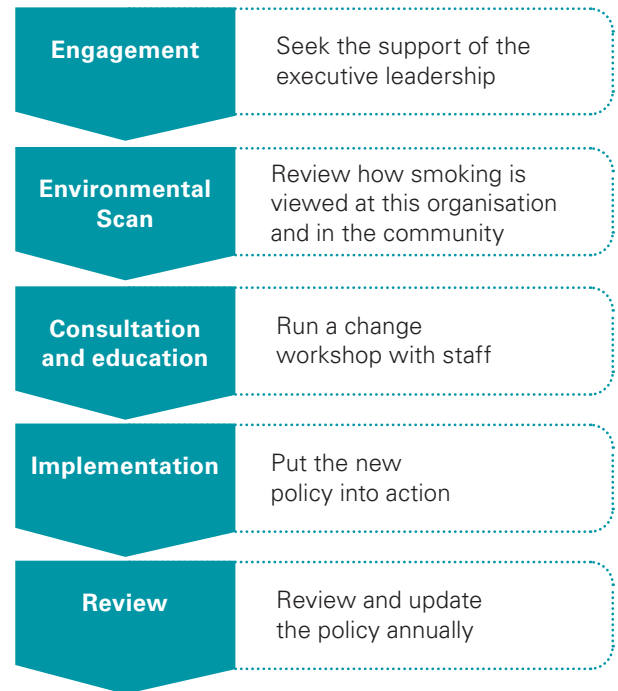 Engagement
Seek the support of the
executive leadership
Environmental
Scan
Review how smoking is
viewed at this organisation
and in the community
Consultation
and education
Run a change
workshop with staff
Implementation
Put the new
policy into action
Review
Review and update
the policy annually